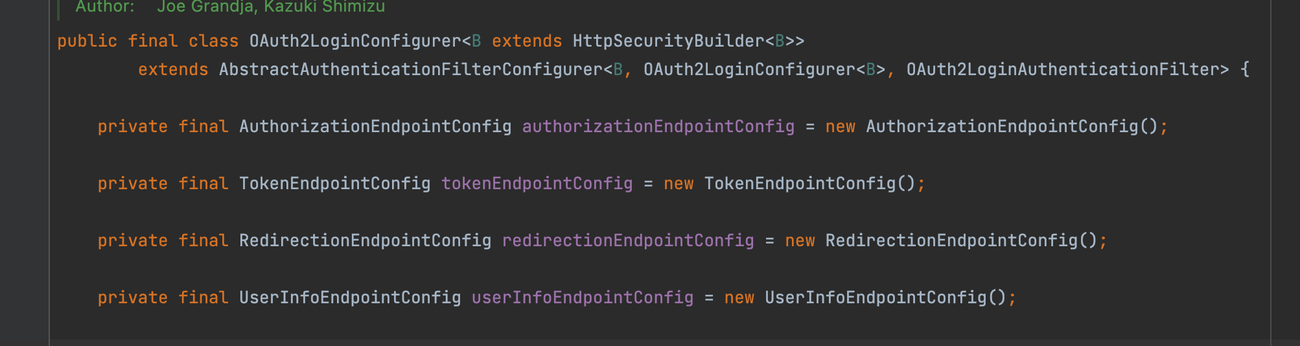 Author: Joe Grandja, Kazuki Shimizu
public final class OAuth2LoginConfigurer<B extends HttpSecurityBuilder<B>>
extends AbstractAuthenticationFilterConfigurer<B, OAuth2LoginConfigurer<B>, OAuth2LoginAuthenticationFilter> {
private final AuthorizationEndpointConfig authorizationEndpointConfig = new AuthorizationEndpointConfig();
private final TokenEndpointConfig tokenEndpointConfig = new TokenEndpointConfig();
private final RedirectionEndpointConfig redirectionEndpointConfig = new RedirectionEndpointConfig();
private final UserInfoEndpointConfig userInfoEndpointConfig = new UserInfoEndpointConfig();